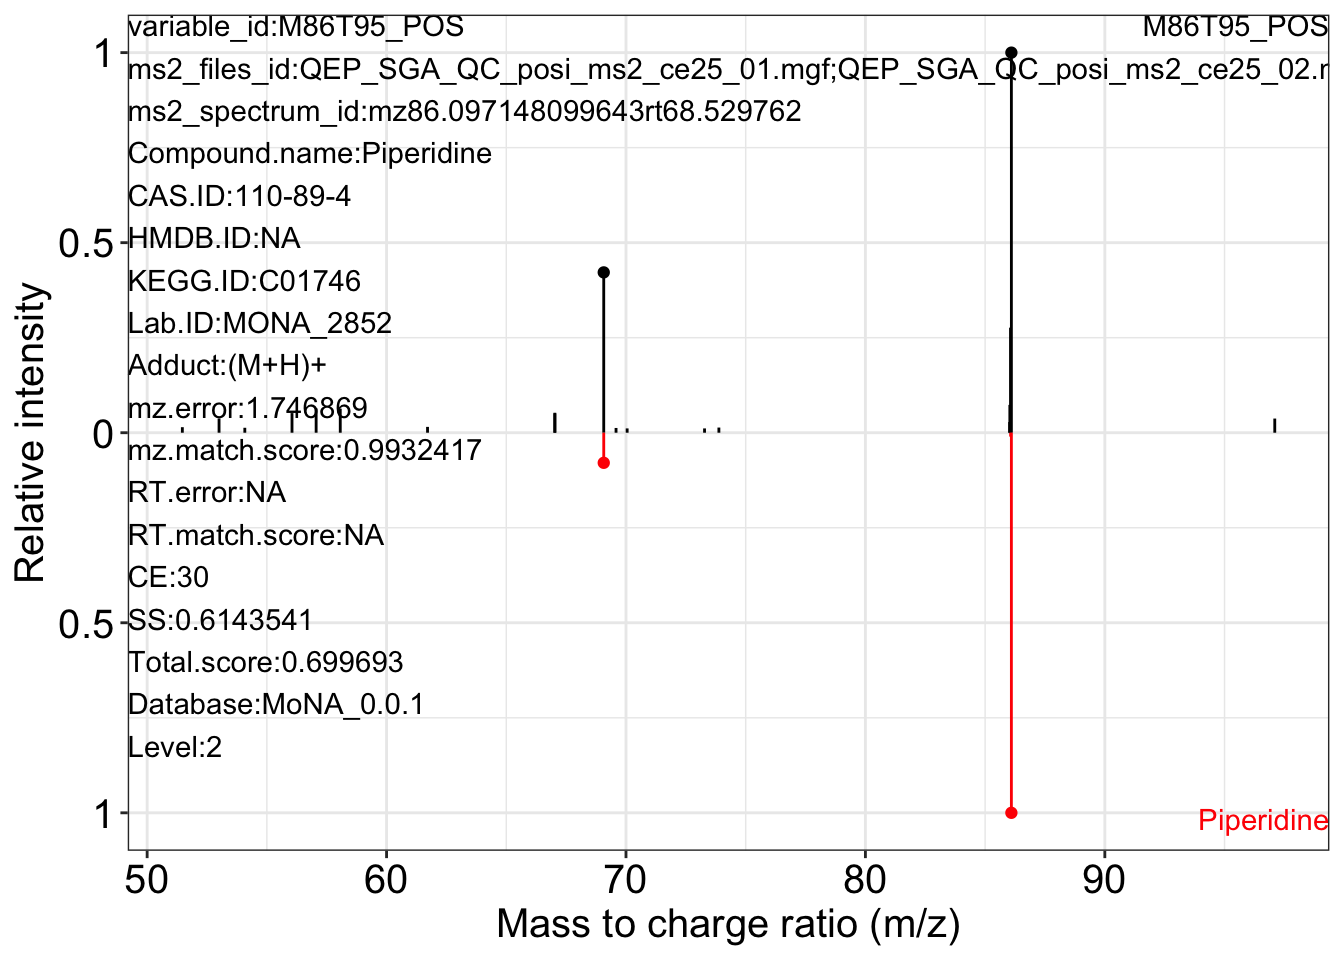 variable_id:M86T95_POS
M86T95_POS
ms2_files_id:QEP_SGA_QC_posi_ms2_ce25_01.mgf;QEP_SGA_QC_posi_ms2_ce25_02.r
ms2_spectrum_id:mz86.097148099643rt68.529762
Compound.name:Piperidine
CAS.ID:110-89-4
HMDB.ID:NA
KEGG.ID:C01746
Lab.ID:MONA_2852
Adduct:(M+H)+
mz.error:1.746869
mz.match.score:0.9932417
RT.error:NA
RT.match.score:NA
CE:30
SS:0.6143541
Total.score:0.699693
Database:MoNA_0.0.1
Level:2
Piperidine
1
0.5
0
0.5
1
Relative intensity
50 60 70 80 90
Mass to charge ratio (m/z)